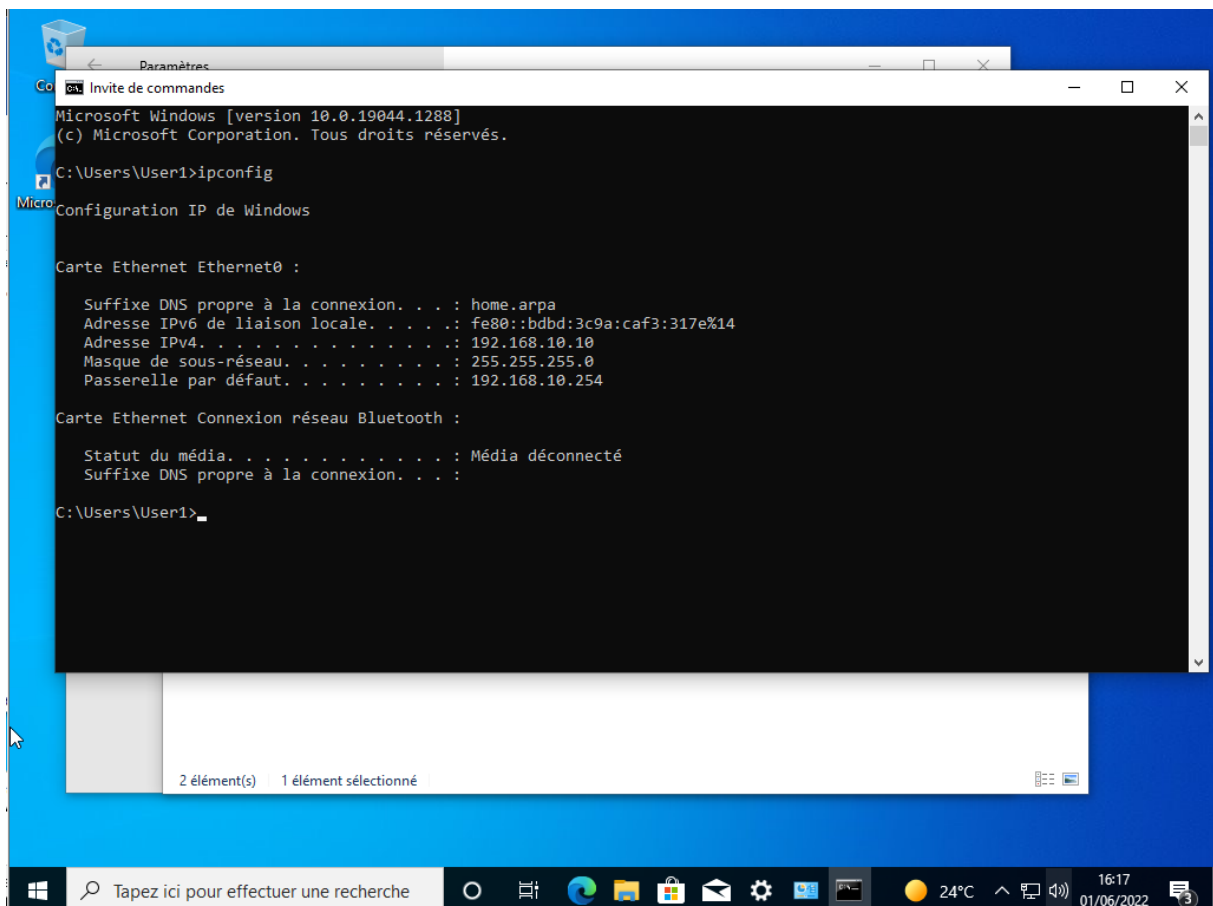 Paramètres
Co
Invite de commandes
Microsoft Windows [version 10.0.19044.1288]
(c) Microsoft Corporation. Tous droits réservés.
C:\Users\User1>ipconfig
Micro
Configuration IP de Windows
Carte Ethernet Ethernet0 :
Suffixe DNS propre à la connexion. . . : home.arpa
Adresse IPv6 de liaison locale. . . . .: fe80::bdbd:3c9a:caf3:317e%14
Adresse IPv4. . . . . . . . . . . . . .: 192.168.10.10
Masque de sous-réseau. . . . . . . . . : 255.255.255.0
Passerelle par défaut. . . . . . . . . : 192.168.10.254
Carte Ethernet Connexion réseau Bluetooth :
Statut du média. . . . . . . . . . . . : Média déconnecté
Suffixe DNS propre à la connexion. . . :
C:\Users\User1>
2 élément(s) 1 élément sélectionné
Tapez ici pour effectuer une recherche
24°C
16:17
01/06/2022
3